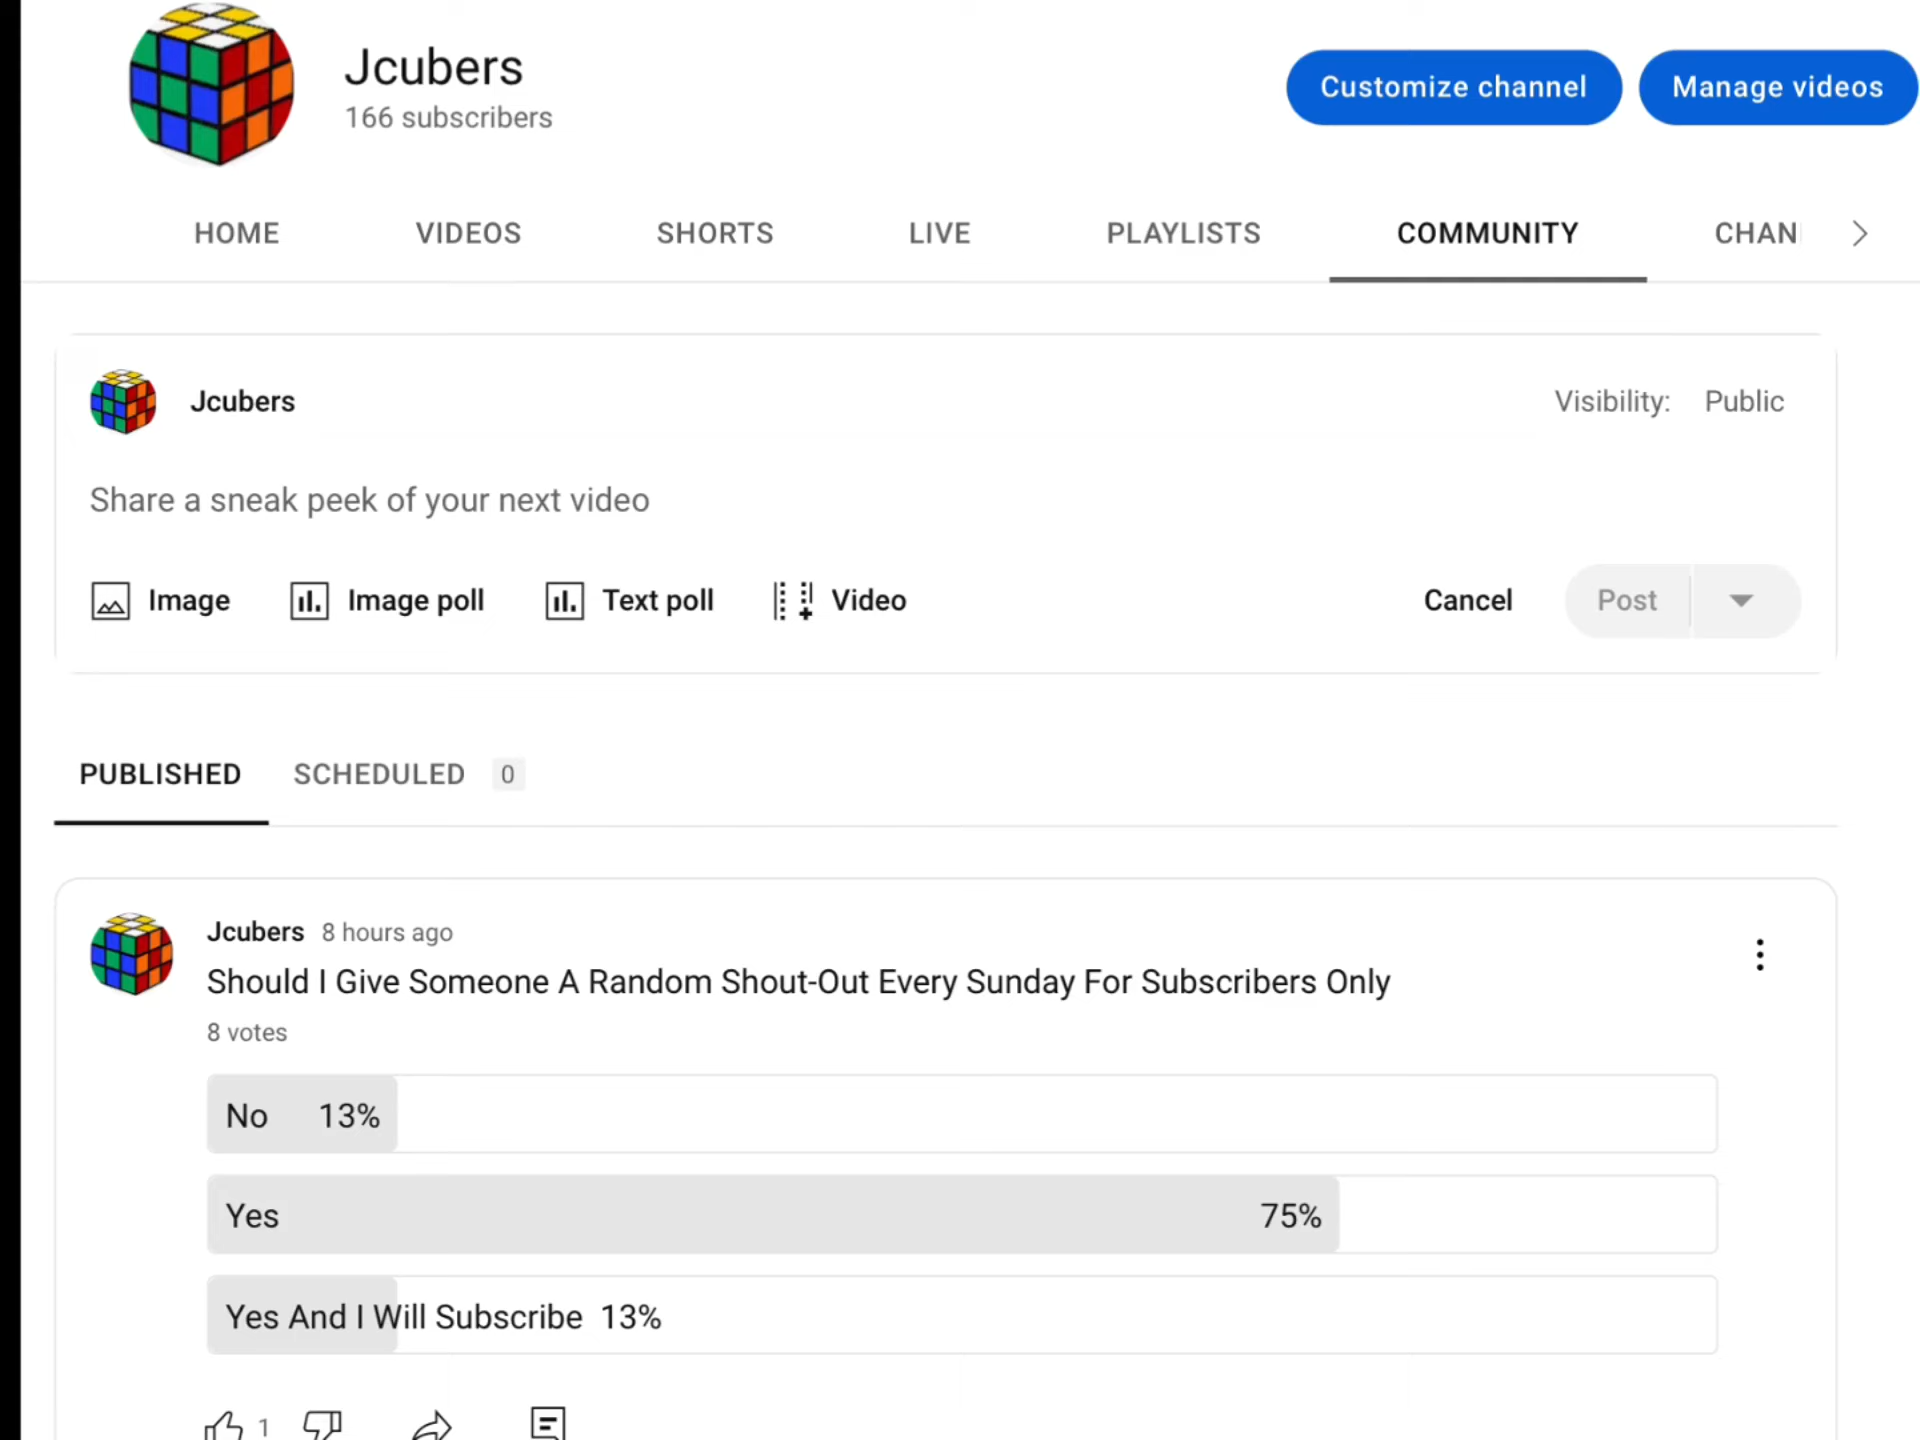 Jcubers
166 subscribers
Customize channel
Manage videos
HOME
VIDEOS
SHORTS
LIVE
PLAYLISTS
COMMUNITY
CHAN
Jcubers
Visibility: Public
Share a sneak peek of your next video
Image
Image poll
Text poll
Video
Cancel
Post
PUBLISHED
SCHEDULED 0
Jcubers 8 hours ago
Should I Give Someone A Random Shout-Out Every Sunday For Subscribers Only
8 votes
No 13%
Yes 75%
Yes And I Will Subscribe 13%
1